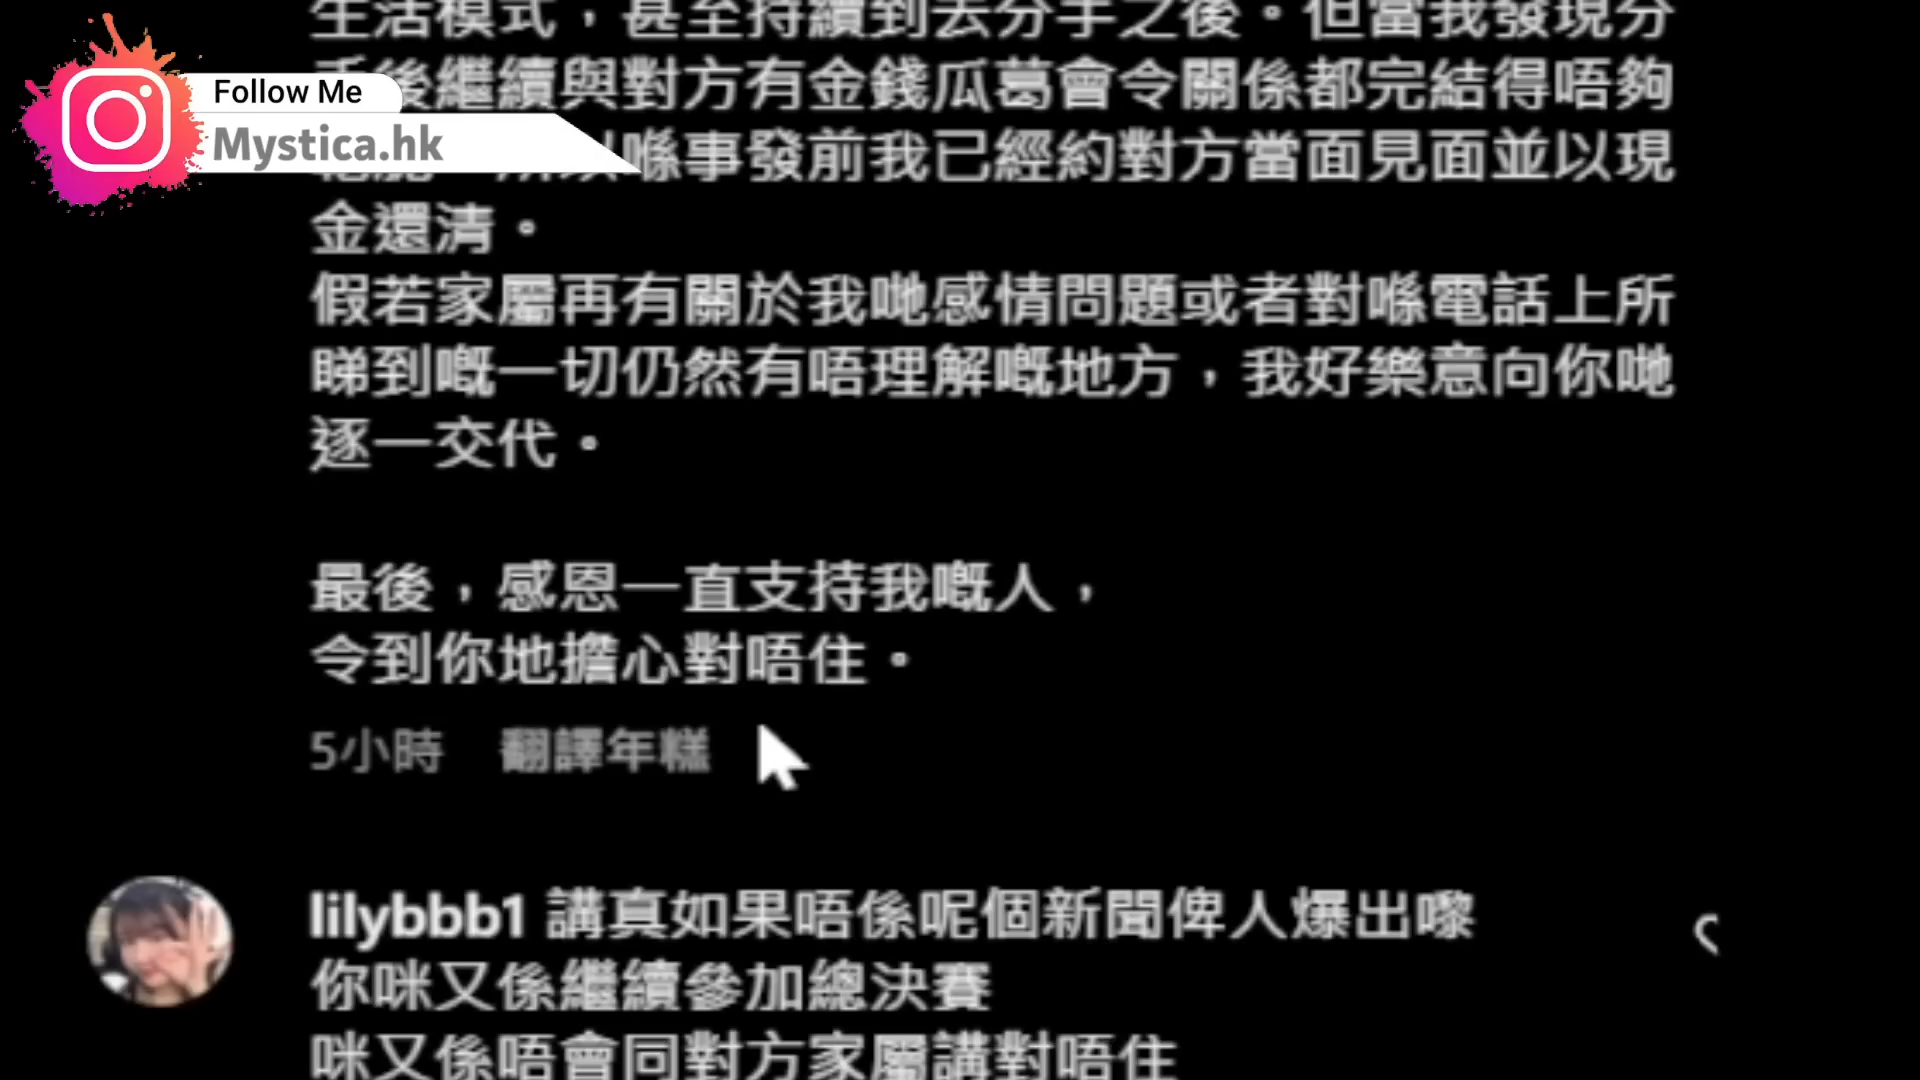 生活模式，甚至持續到去分手之後。但當我發現分
Follow Me
手後繼續與對方有金錢瓜葛會令關係都完結得唔夠
Mystica.hk
喺事發前我已經約對方當面見面並以現
金還清。
假若家屬再有關於我哋感情問題或者對喺電話上所
睇到嘅一切仍然有唔理解嘅地方，我好樂意向你哋
逐一交代。
最後，感恩一直支持我嘅人，
令到你地擔心對唔住。
5小時 翻譯年糕
lilybbb1 講真如果唔係呢個新聞俾人爆出嚟
你咪又係繼續參加總決賽
咪又係唔會同對方家屬講對唔住